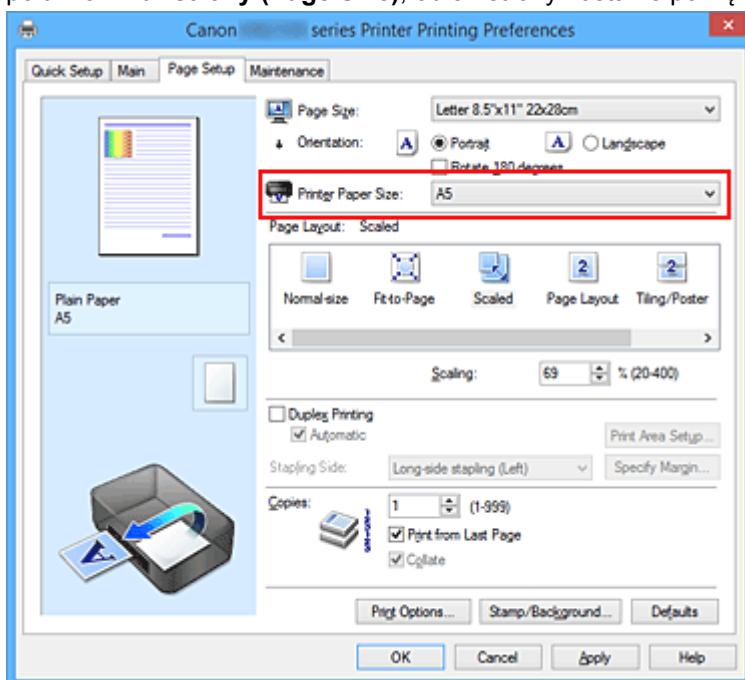 (Page Size)
Canon series Printer Printing Preferences
Quick Setup Main Page Setup Maintenance
Page Size: Letter 8.5"x11" 22x28cm
Orientation: A Portrait A Landscape
Rotate 180 degrees
Printer Paper Size: A5
Page Layout: Scaled
2 2
Normal-size Fit-to-Page Scaled Page Layout Tiling/Poster
Plain Paper
A5
Scaling: 69 % (20-400)
Duplex Printing
Automatic
Print Area Setup...
Stapling Side: Long-side stapling (Left) Specify Margin...
Copies: 1 (1-999)
Print from Last Page
Collate
A
Print Options... Stamp/Background... Defaults
OK Cancel Apply Help